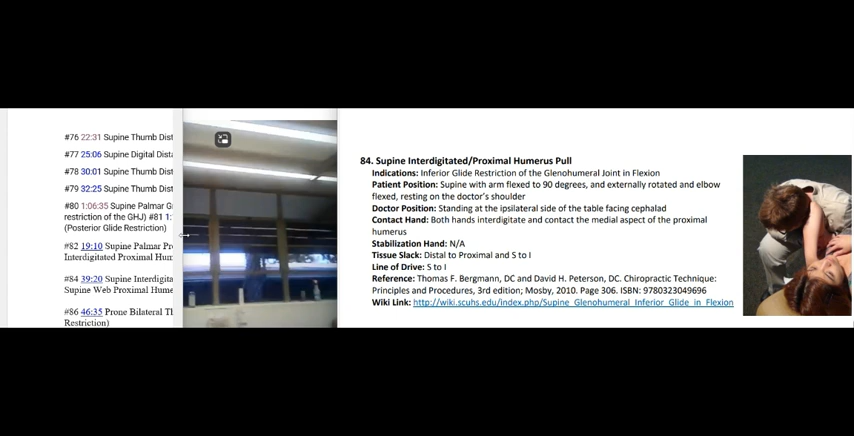 #76 22:31 Supine Thumb Dist
#77 25:06 Supine Digital Dista
#78 30:01 Supine Thumb Dist
#79 32:25 Supine Thumb Dist
#80 1:06:35 Supine Palmar G
restriction of the GHJ) #81 1:
(Posterior Glide Restriction)
#82 19:10 Supine Palmar Pr
Interdigitated Proximal Hum
#84 39:20 Supine Interdigita
Supine Web Proximal Hume
#86 46:35 Prone Bilateral Th
Restriction)
84. Supine Interdigitated/Proximal Humerus Pull
Indications: Inferior Glide Restriction of the Glenohumeral Joint in Flexion
Patient Position: Supine with arm flexed to 90 degrees, and externally rotated and elbow
flexed, resting on the doctor's shoulder
Doctor Position: Standing at the ipsilateral side of the table facing cephalad
Contact Hand: Both hands interdigitate and contact the medial aspect of the proximal
humerus
Stabilization Hand: N/A
Tissue Slack: Distal to Proximal and S to I
Line of Drive: S to I
Reference: Thomas F. Bergmann, DC and David H. Peterson, DC. Chiropractic Technique:
Principles and Procedures, 3rd edition; Mosby, 2010. Page 306. ISBN: 9780323049696
Wiki Link: http://wiki.scuhs.edu/index.php/Supine_Glenohumeral_Inferior_Glide_in_Flexion